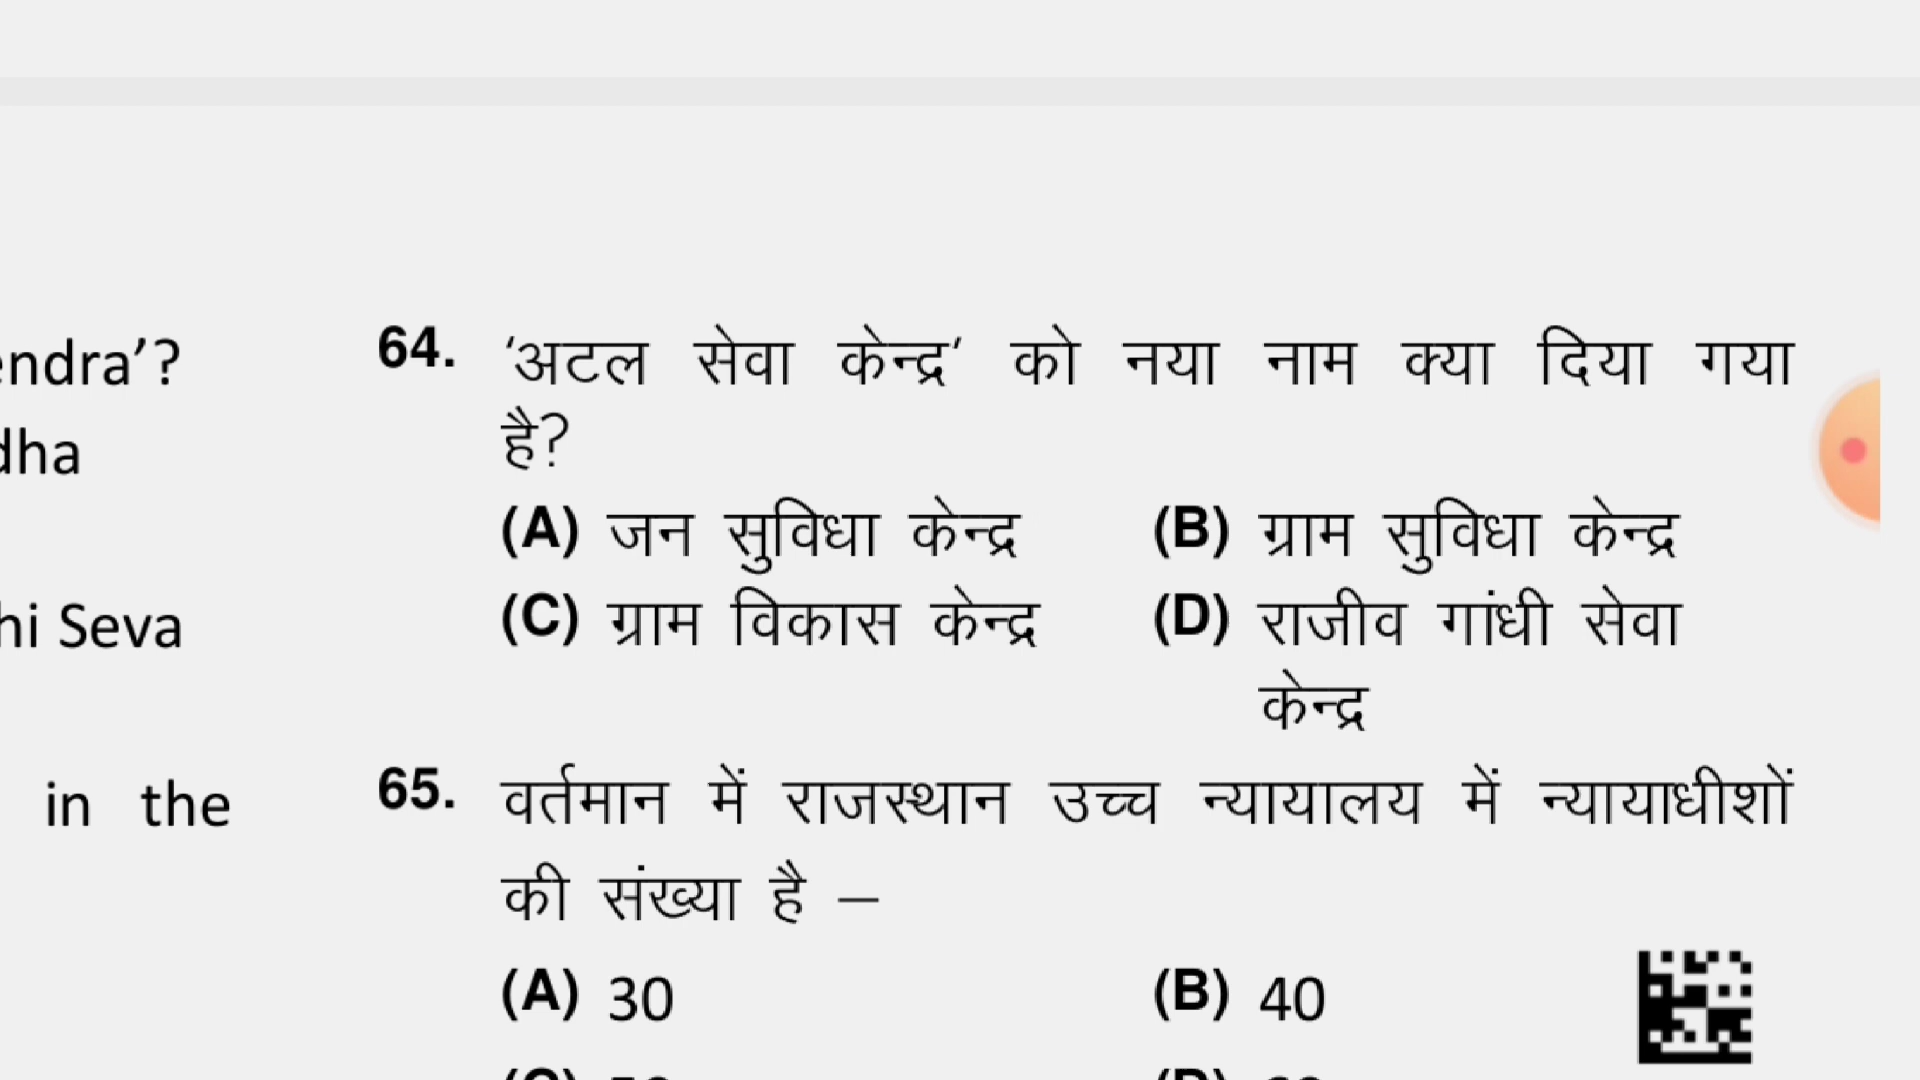 endra’?
dha
hi Seva
in the
64. ‘अटल सेवा केन्द्र’ को नया नाम क्या दिया गया
है?
(A) जन सुविधा केन्द्र (B) ग्राम सुविधा केन्द्र
(C) ग्राम विकास केन्द्र (D) राजीव गांधी सेवा
केन्द्र
65. वर्तमान में राजस्थान उच्च न्यायालय में न्यायाधीशों
की संख्या है –
(A) 30 (B) 40